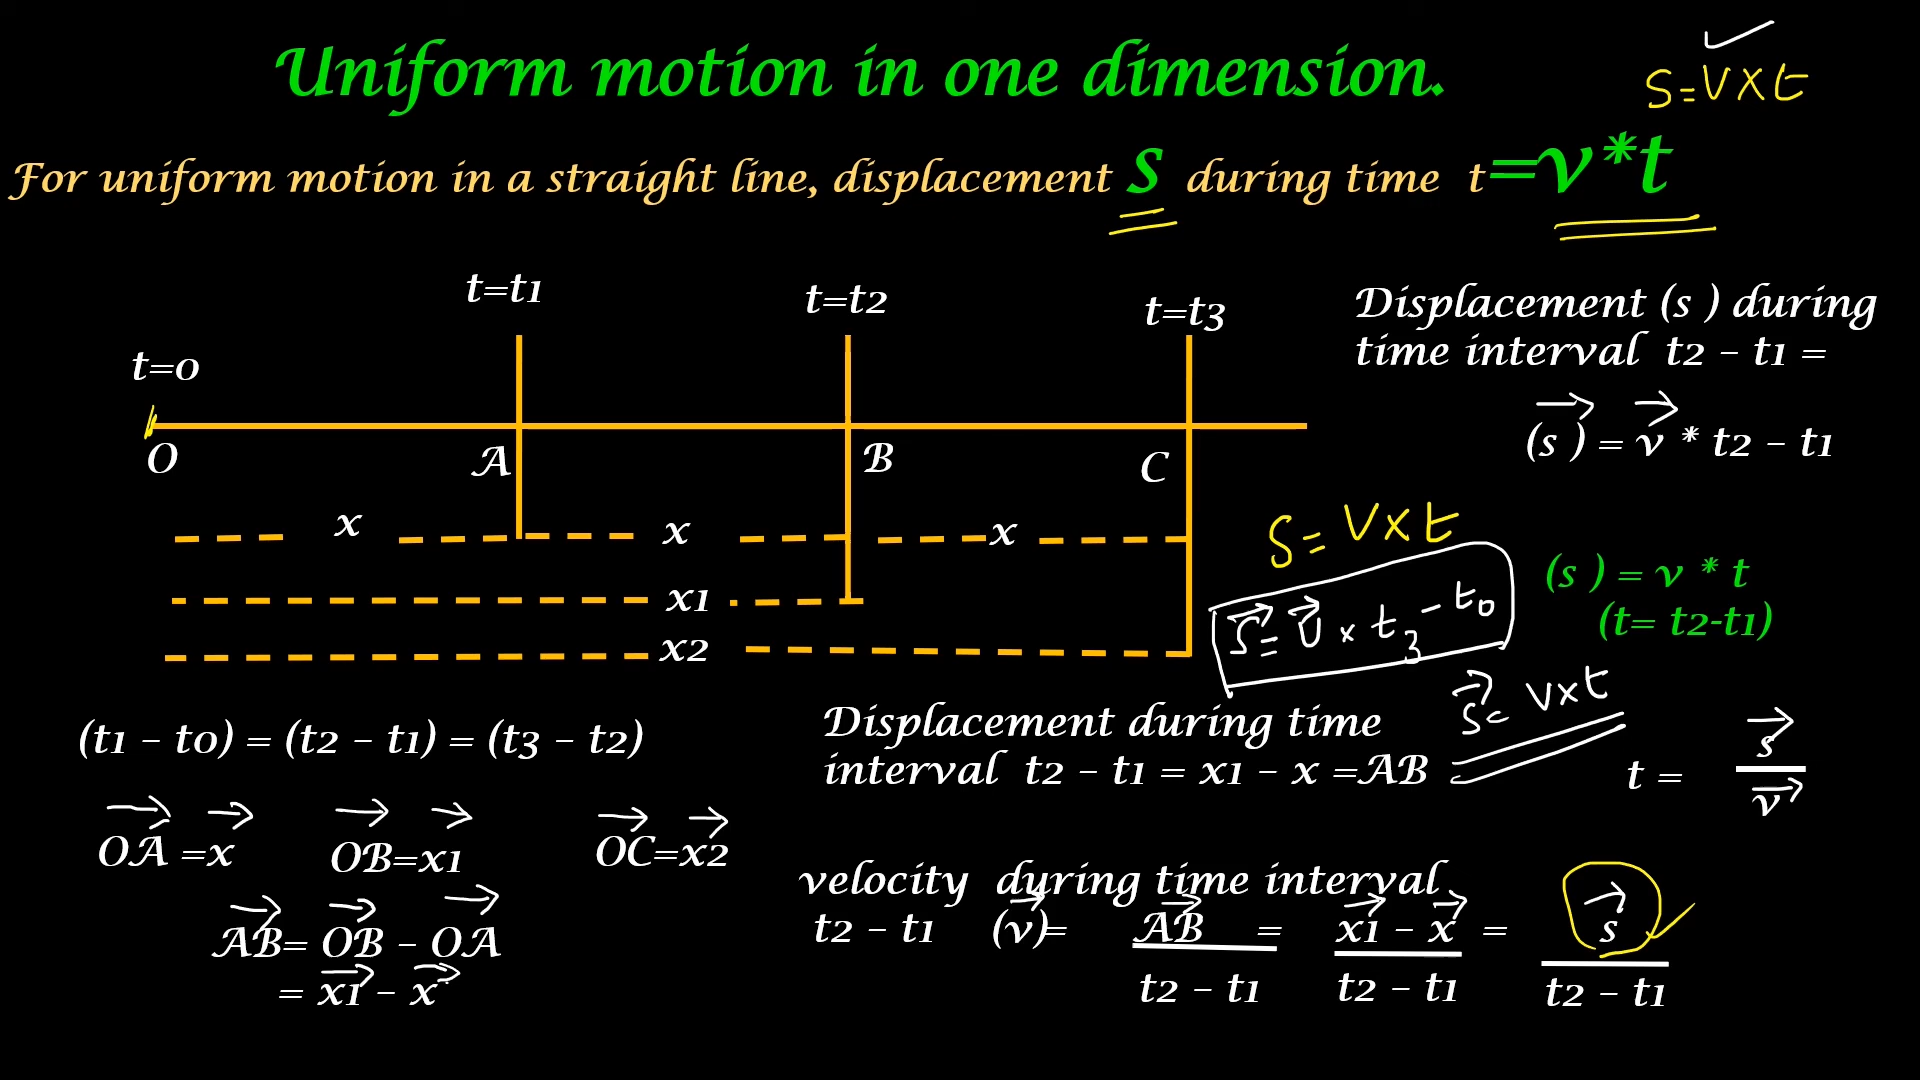 Uniform motion in one dimension.
S=V×t
For uniform motion in a straight line, displacement s during time t=v*t
t=0
t=t1
t=t2
t=t3
O
A
B
C
x
x
x
x1
x2
Displacement (s ) during
time interval t2 – t1 =
(s ) = v * t2 – t1
S=V×t
S=V×t3-t0
(s ) = v * t
(t= t2-t1)
S=V×t
(t1 – t0) = (t2 – t1) = (t3 – t2)
OA =x
OB=x1
OC=x2
AB= OB – OA
= x1 – x
Displacement during time
interval t2 – t1 = x1 – x =AB
t =
s
v
velocity during time interval
t2 – t1 (v)= AB = x1 – x = s
t2 – t1 t2 – t1 t2 – t1